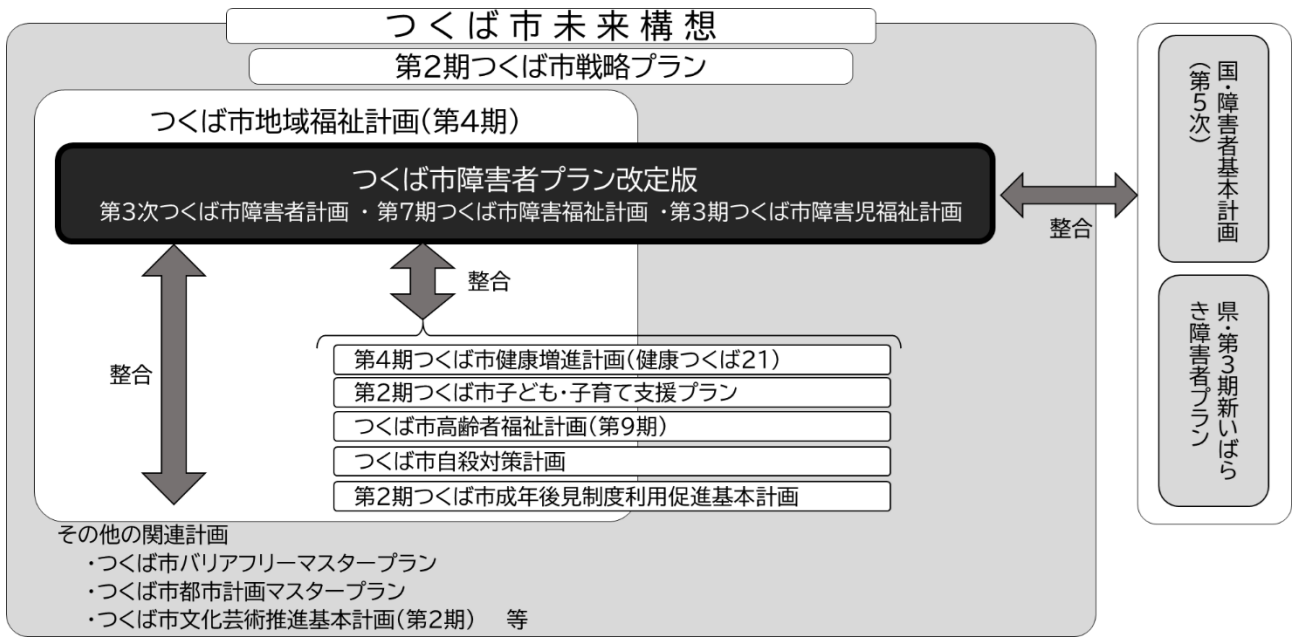 つくば市未来構想
第2期つくば市戦略プラン
つくば市地域福祉計画(第4期)
つくば市障害者プラン改定版
第3次つくば市障害者計画 ・ 第7期つくば市障害福祉計画 ・第3期つくば市障害児福祉計画
整合
整合
整合
第4期つくば市健康増進計画(健康つくば21)
第2期つくば市子ども・子育て支援プラン
つくば市高齢者福祉計画(第9期)
つくば市自殺対策計画
第2期つくば市成年後見制度利用促進基本計画
その他の関連計画
・つくば市バリアフリーマスタープラン
・つくば市都市計画マスタープラン
・つくば市文化芸術推進基本計画(第2期) 等
国・障害者基本計画
(第5次)
県・第3期新いばら
き障害者プラン